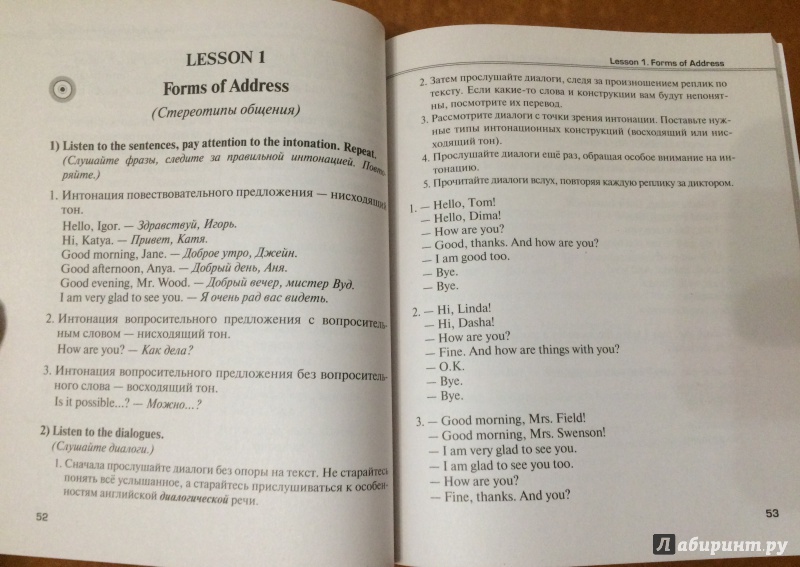 LESSON 1
Forms of Address
(Стереотипы общения)
1) Listen to the sentences, pay attention to the intonation. Repeat.
(Слушайте фразы, следите за правильной интонацией. Повто-
ряйте.)
1. Интонация повествовательного предложения — нисходящий
тон.
Hello, Igor. — Здравствуй, Игорь.
Hi, Katya. — Привет, Катя.
Good morning, Jane. — Доброе утро, Джейн.
Good afternoon, Anya. — Добрый день, Аня.
Good evening, Mr. Wood. — Добрый вечер, мистер Вуд.
I am very glad to see you. — Я очень рад вас видеть.
2. Интонация вопросительного предложения с вопроситель-
ным словом — нисходящий тон.
How are you? — Как дела?
3. Интонация вопросительного предложения без вопроситель-
ного слова — восходящий тон.
Is it possible...? — Можно...?
2) Listen to the dialogues.
(Слушайте диалоги.)
1. Сначала прослушайте диалоги без опоры на текст. Не старайтесь
понять всё услышанное, а старайтесь прислушиваться к особен-
ностям английской диалогической речи.
52
Lesson 1. Forms of Address
2. Затем прослушайте диалоги, следя за произношением реплик по
тексту. Если какие-то слова и конструкции вам будут непонят-
ны, посмотрите их перевод.
3. Рассмотрите диалоги с точки зрения интонации. Поставьте нуж-
ные типы интонационных конструкций (восходящий или нис-
ходящий тон).
4. Прослушайте диалоги ещё раз, обращая особое внимание на ин-
тонацию.
5. Прочитайте диалоги вслух, повторяя каждую реплику за диктором.
1. — Hello, Tom!
— Hello, Dima!
— How are you?
— Good, thanks. And how are you?
— I am good too.
— Bye.
— Bye.
2. — Hi, Linda!
— Hi, Dasha!
— How are you?
— Fine. And how are things with you?
— O.K.
— Bye.
— Bye.
3. — Good morning, Mrs. Field!
— Good morning, Mrs. Swenson!
— I am very glad to see you.
— I am glad to see you too.
— How are you?
— Fine, thanks. And you?
53
Лабиринт.ру